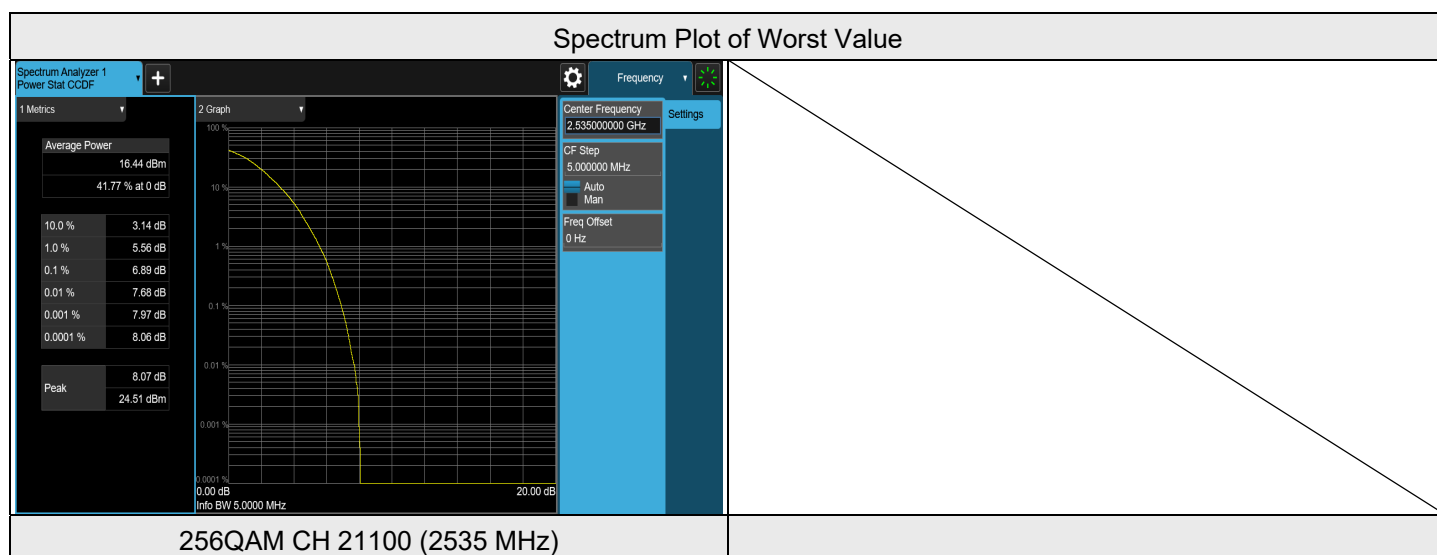 Spectrum Plot of Worst Value
Spectrum Analyzer 1
Power Stat CCDF
+
Frequency
1 Metrics
2 Graph
Center Frequency
2.535000000 GHz
Settings
CF Step
5.000000 MHz
Auto
Man
Freq Offset
0 Hz
Average Power
16.44 dBm
41.77 % at 0 dB
10.0 % 3.14 dB
1.0 % 5.56 dB
0.1 % 6.89 dB
0.01 % 7.68 dB
0.001 % 7.97 dB
0.0001 % 8.06 dB
Peak 8.07 dB
24.51 dBm
100 %
10 %
1 %
0.1 %
0.01 %
0.001 %
0.0001 %
0.00 dB 20.00 dB
Info BW 5.0000 MHz
256QAM CH 21100 (2535 MHz)